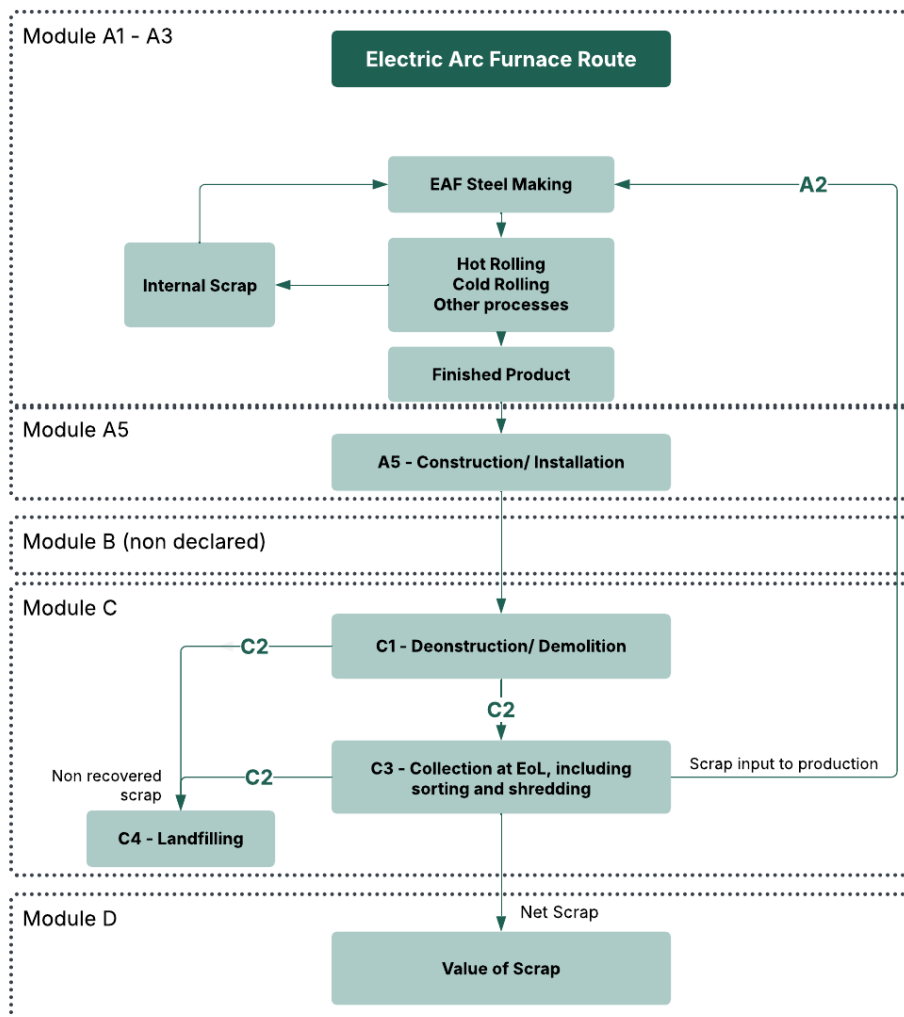 Module A1 - A3
Electric Arc Furnace Route
EAF Steel Making
A2
Hot Rolling
Cold Rolling
Other processes
Internal Scrap
Finished Product
Module A5
A5 - Construction/ Installation
Module B (non declared)
Module C
C1 - Deonstruction/ Demolition
C2
C2
C3 - Collection at EoL, including
sorting and shredding
Scrap input to production
C2
Non recovered
scrap
C4 - Landfilling
Module D
Net Scrap
Value of Scrap